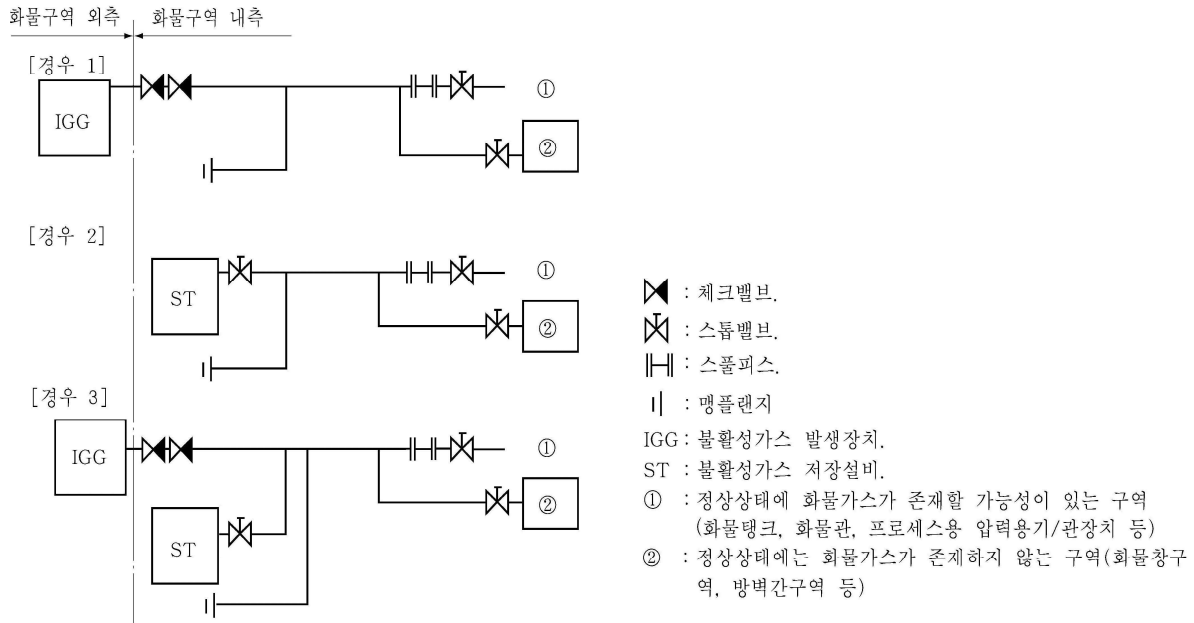 화물구역 외측 화물구역 내측
[경우 1]
IGG
①
②
[경우 2]
ST
①
②
[경우 3]
IGG
ST
①
②
: 체크밸브.
: 스톱밸브.
: 스풀피스.
: 맹플랜지
IGG : 불활성가스 발생장치.
ST : 불활성가스 저장설비.
① : 정상상태에 화물가스가 존재할 가능성이 있는 구역
(화물탱크, 화물관, 프로세스용 압력용기/관장치 등)
② : 정상상태에는 화물가스가 존재하지 않는 구역(화물창구
역, 방벽간구역 등)